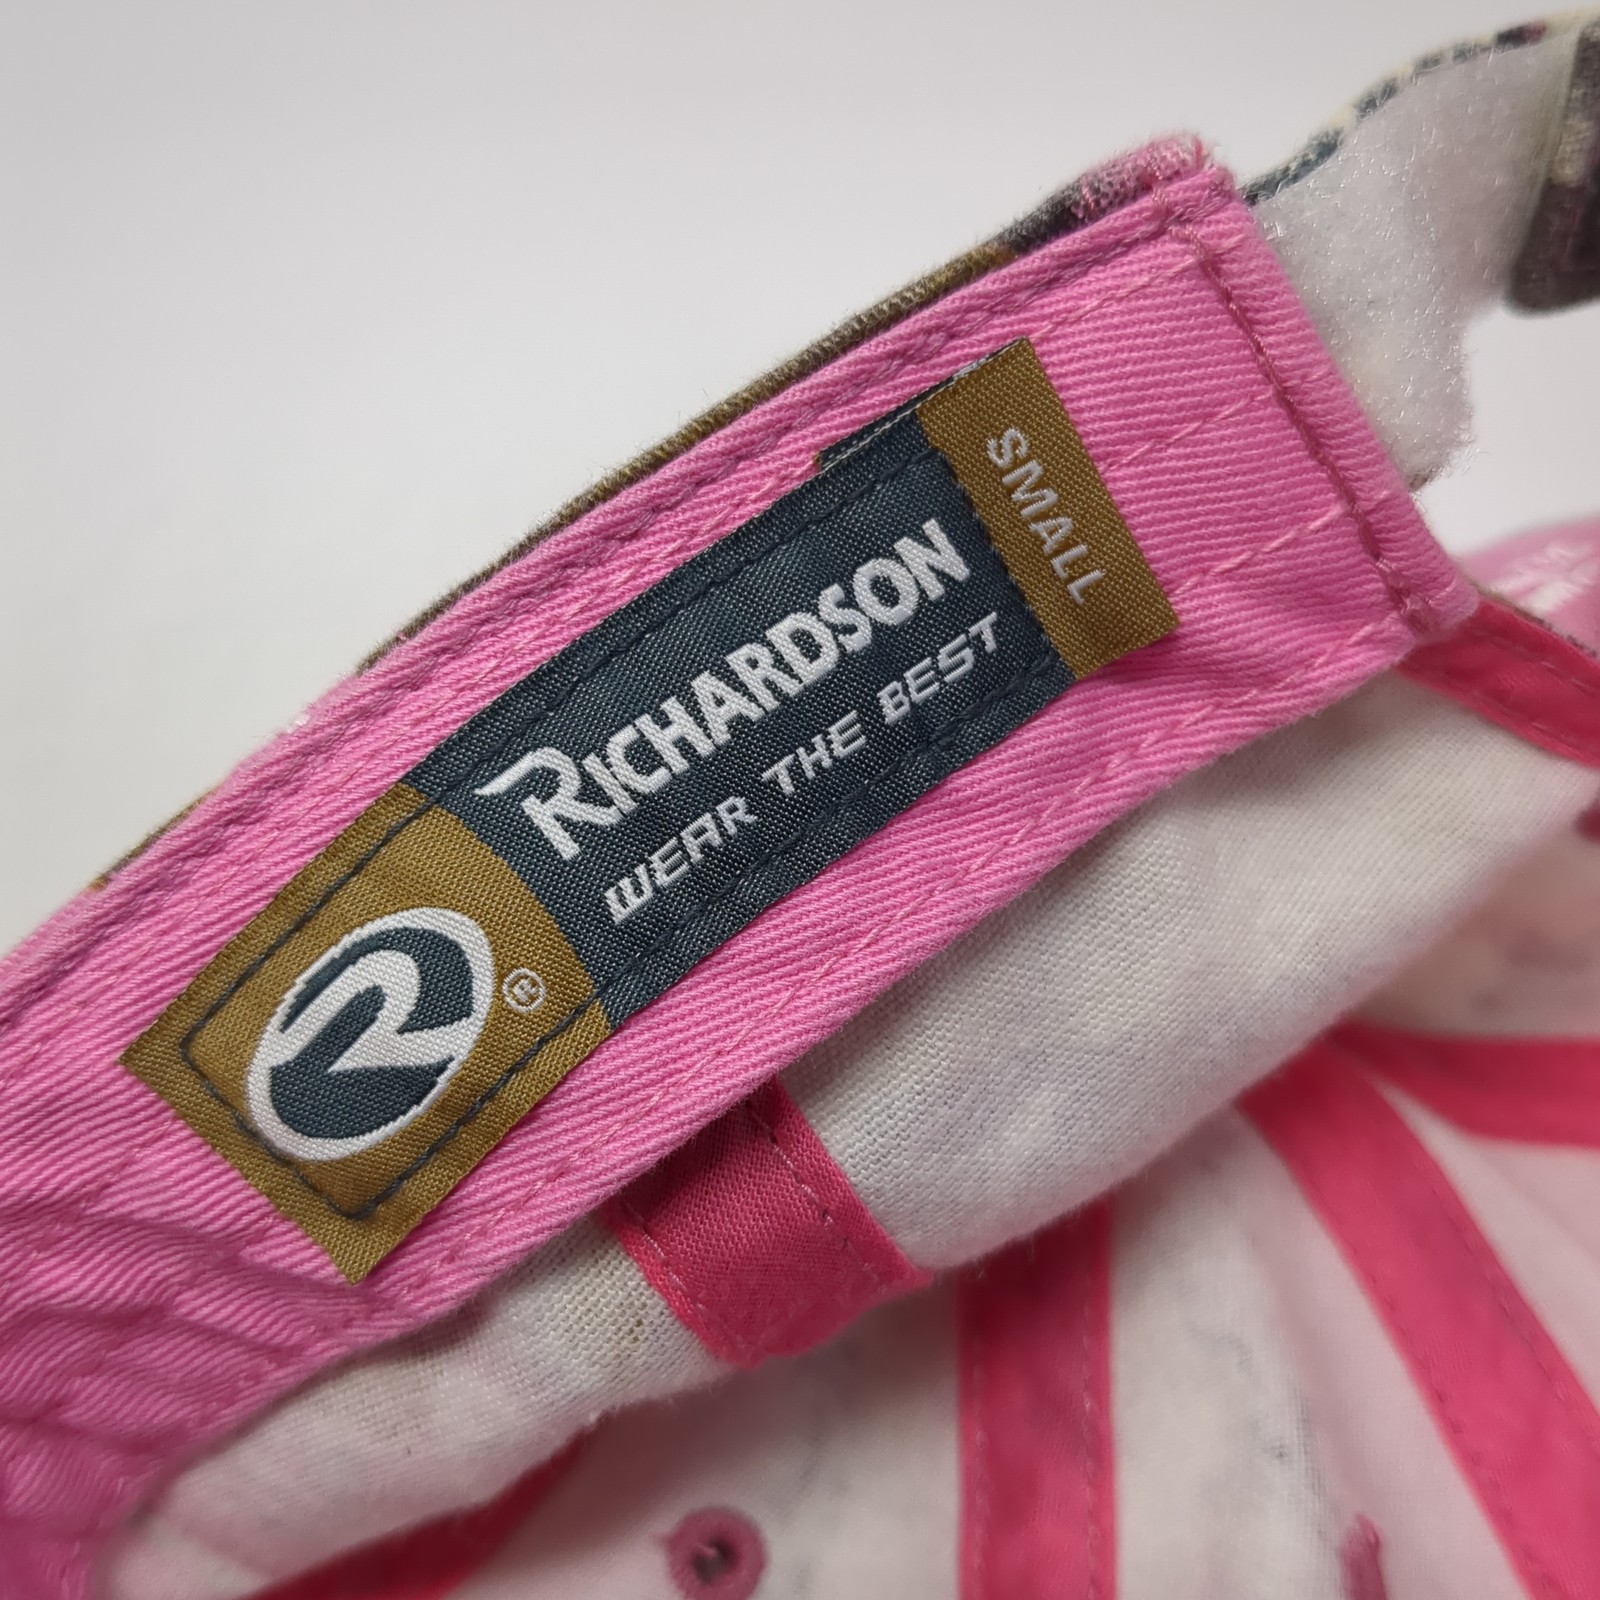 R®
RICHARDSON
WEAR THE BEST
SMALL